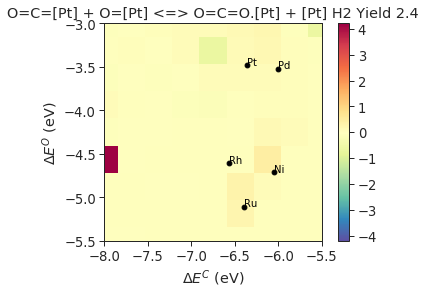 O=C=[Pt] + O=[Pt] <=> O=C=O.[Pt] + [Pt] H2 Yield 2.4
−3.0
−3.5
−4.0
−4.5
−5.0
−5.5
ΔE^O (eV)
Pt
Pd
Rh
Ni
Ru
−8.0 −7.5 −7.0 −6.5 −6.0 −5.5
ΔE^C (eV)
4
3
2
1
0
−1
−2
−3
−4